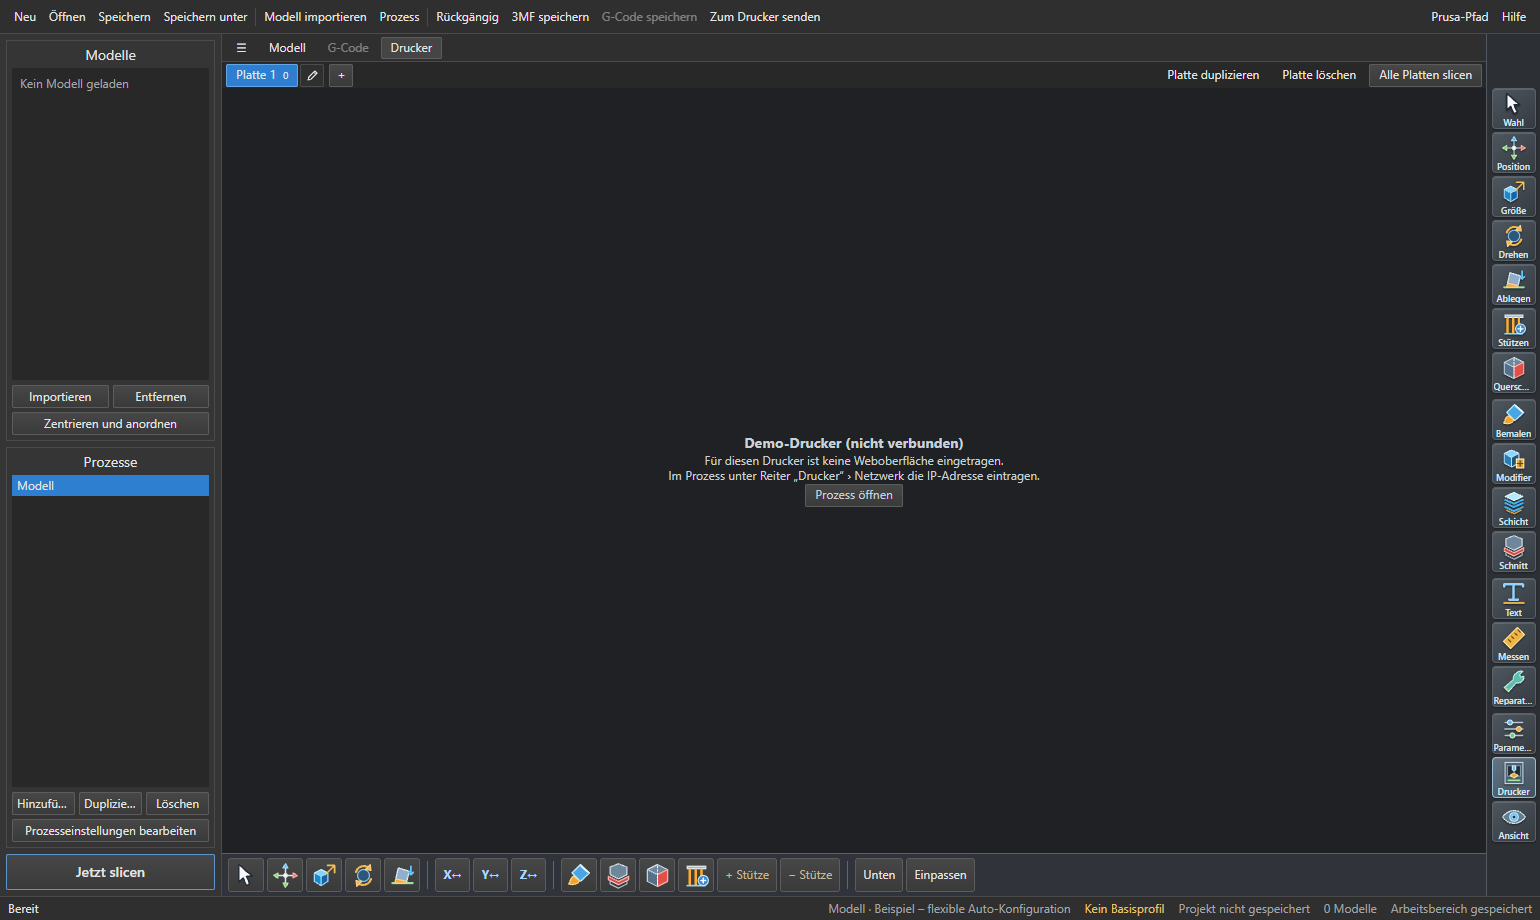 Neu Öffnen Speichern Speichern unter Modell importieren Prozess Rückgängig 3MF speichern G-Code speichern Zum Drucker senden Prusa-Pfad Hilfe
Modelle
Kein Modell geladen
Importieren Entfernen
Zentrieren und anordnen
Prozesse
Modell
Hinzufü... Duplizie... Löschen
Prozesseinstellungen bearbeiten
Jetzt slicen
☰ Modell G-Code Drucker
Platte 1 0 + Platte duplizieren Platte löschen Alle Platten slicen
Demo-Drucker (nicht verbunden)
Für diesen Drucker ist keine Weboberfläche eingetragen.
Im Prozess unter Reiter „Drucker“ › Netzwerk die IP-Adresse eintragen.
Prozess öffnen
Wahl
Position
Größe
Drehen
Ablegen
Stützen
Quersc...
Bemalen
Modifier
Schicht
Schnitt
Text
Messen
Reparat...
Parame...
Drucker
Ansicht
X↔ Y↔ Z↔ + Stütze − Stütze Unten Einpassen
Bereit Modell · Beispiel – flexible Auto-Konfiguration Kein Basisprofil Projekt nicht gespeichert 0 Modelle Arbeitsbereich gespeichert